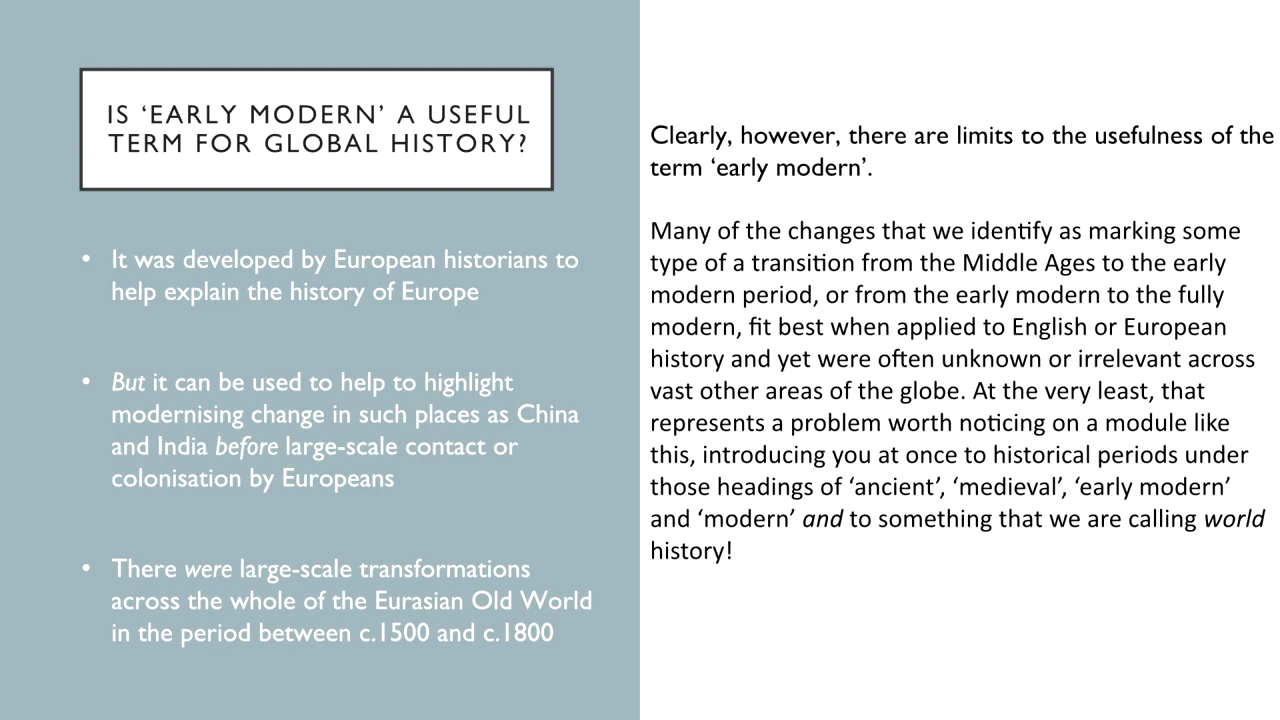 IS ‘EARLY MODERN’ A USEFUL
TERM FOR GLOBAL HISTORY?
• It was developed by European historians to
help explain the history of Europe
• But it can be used to help to highlight
modernising change in such places as China
and India before large-scale contact or
colonisation by Europeans
• There were large-scale transformations
across the whole of the Eurasian Old World
in the period between c.1500 and c.1800
Clearly, however, there are limits to the usefulness of the
term ‘early modern’.
Many of the changes that we identify as marking some
type of a transition from the Middle Ages to the early
modern period, or from the early modern to the fully
modern, fit best when applied to English or European
history and yet were often unknown or irrelevant across
vast other areas of the globe. At the very least, that
represents a problem worth noticing on a module like
this, introducing you at once to historical periods under
those headings of ‘ancient’, ‘medieval’, ‘early modern’
and ‘modern’ and to something that we are calling world
history!